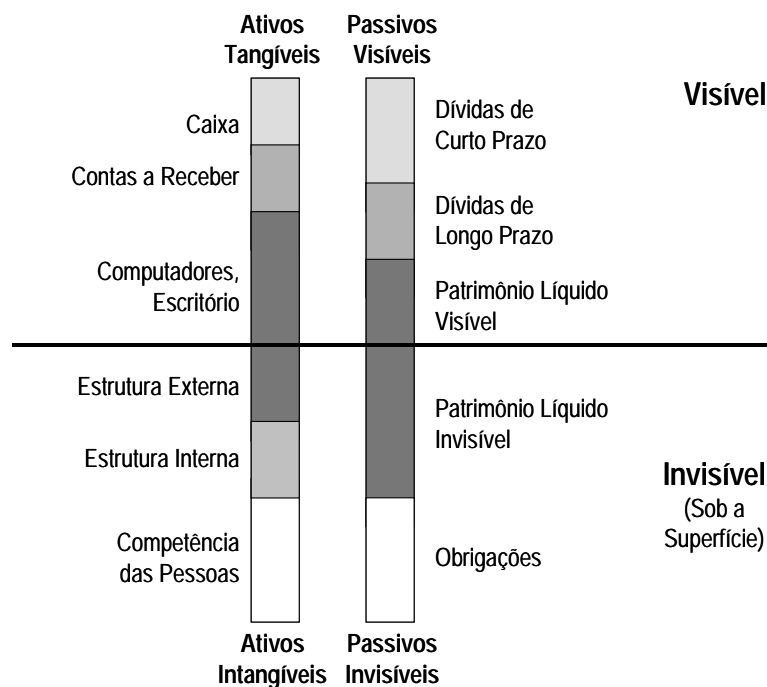 Ativos
Tangíveis
Passivos
Visíveis
Visível
Caixa
Contas a Receber
Computadores,
Escritório
Dívidas de
Curto Prazo
Dívidas de
Longo Prazo
Patrimônio Líquido
Visível
Estrutura Externa
Estrutura Interna
Competência
das Pessoas
Patrimônio Líquido
Invisível
Obrigações
Invisível
(Sob a
Superfície)
Ativos
Intangíveis
Passivos
Invisíveis